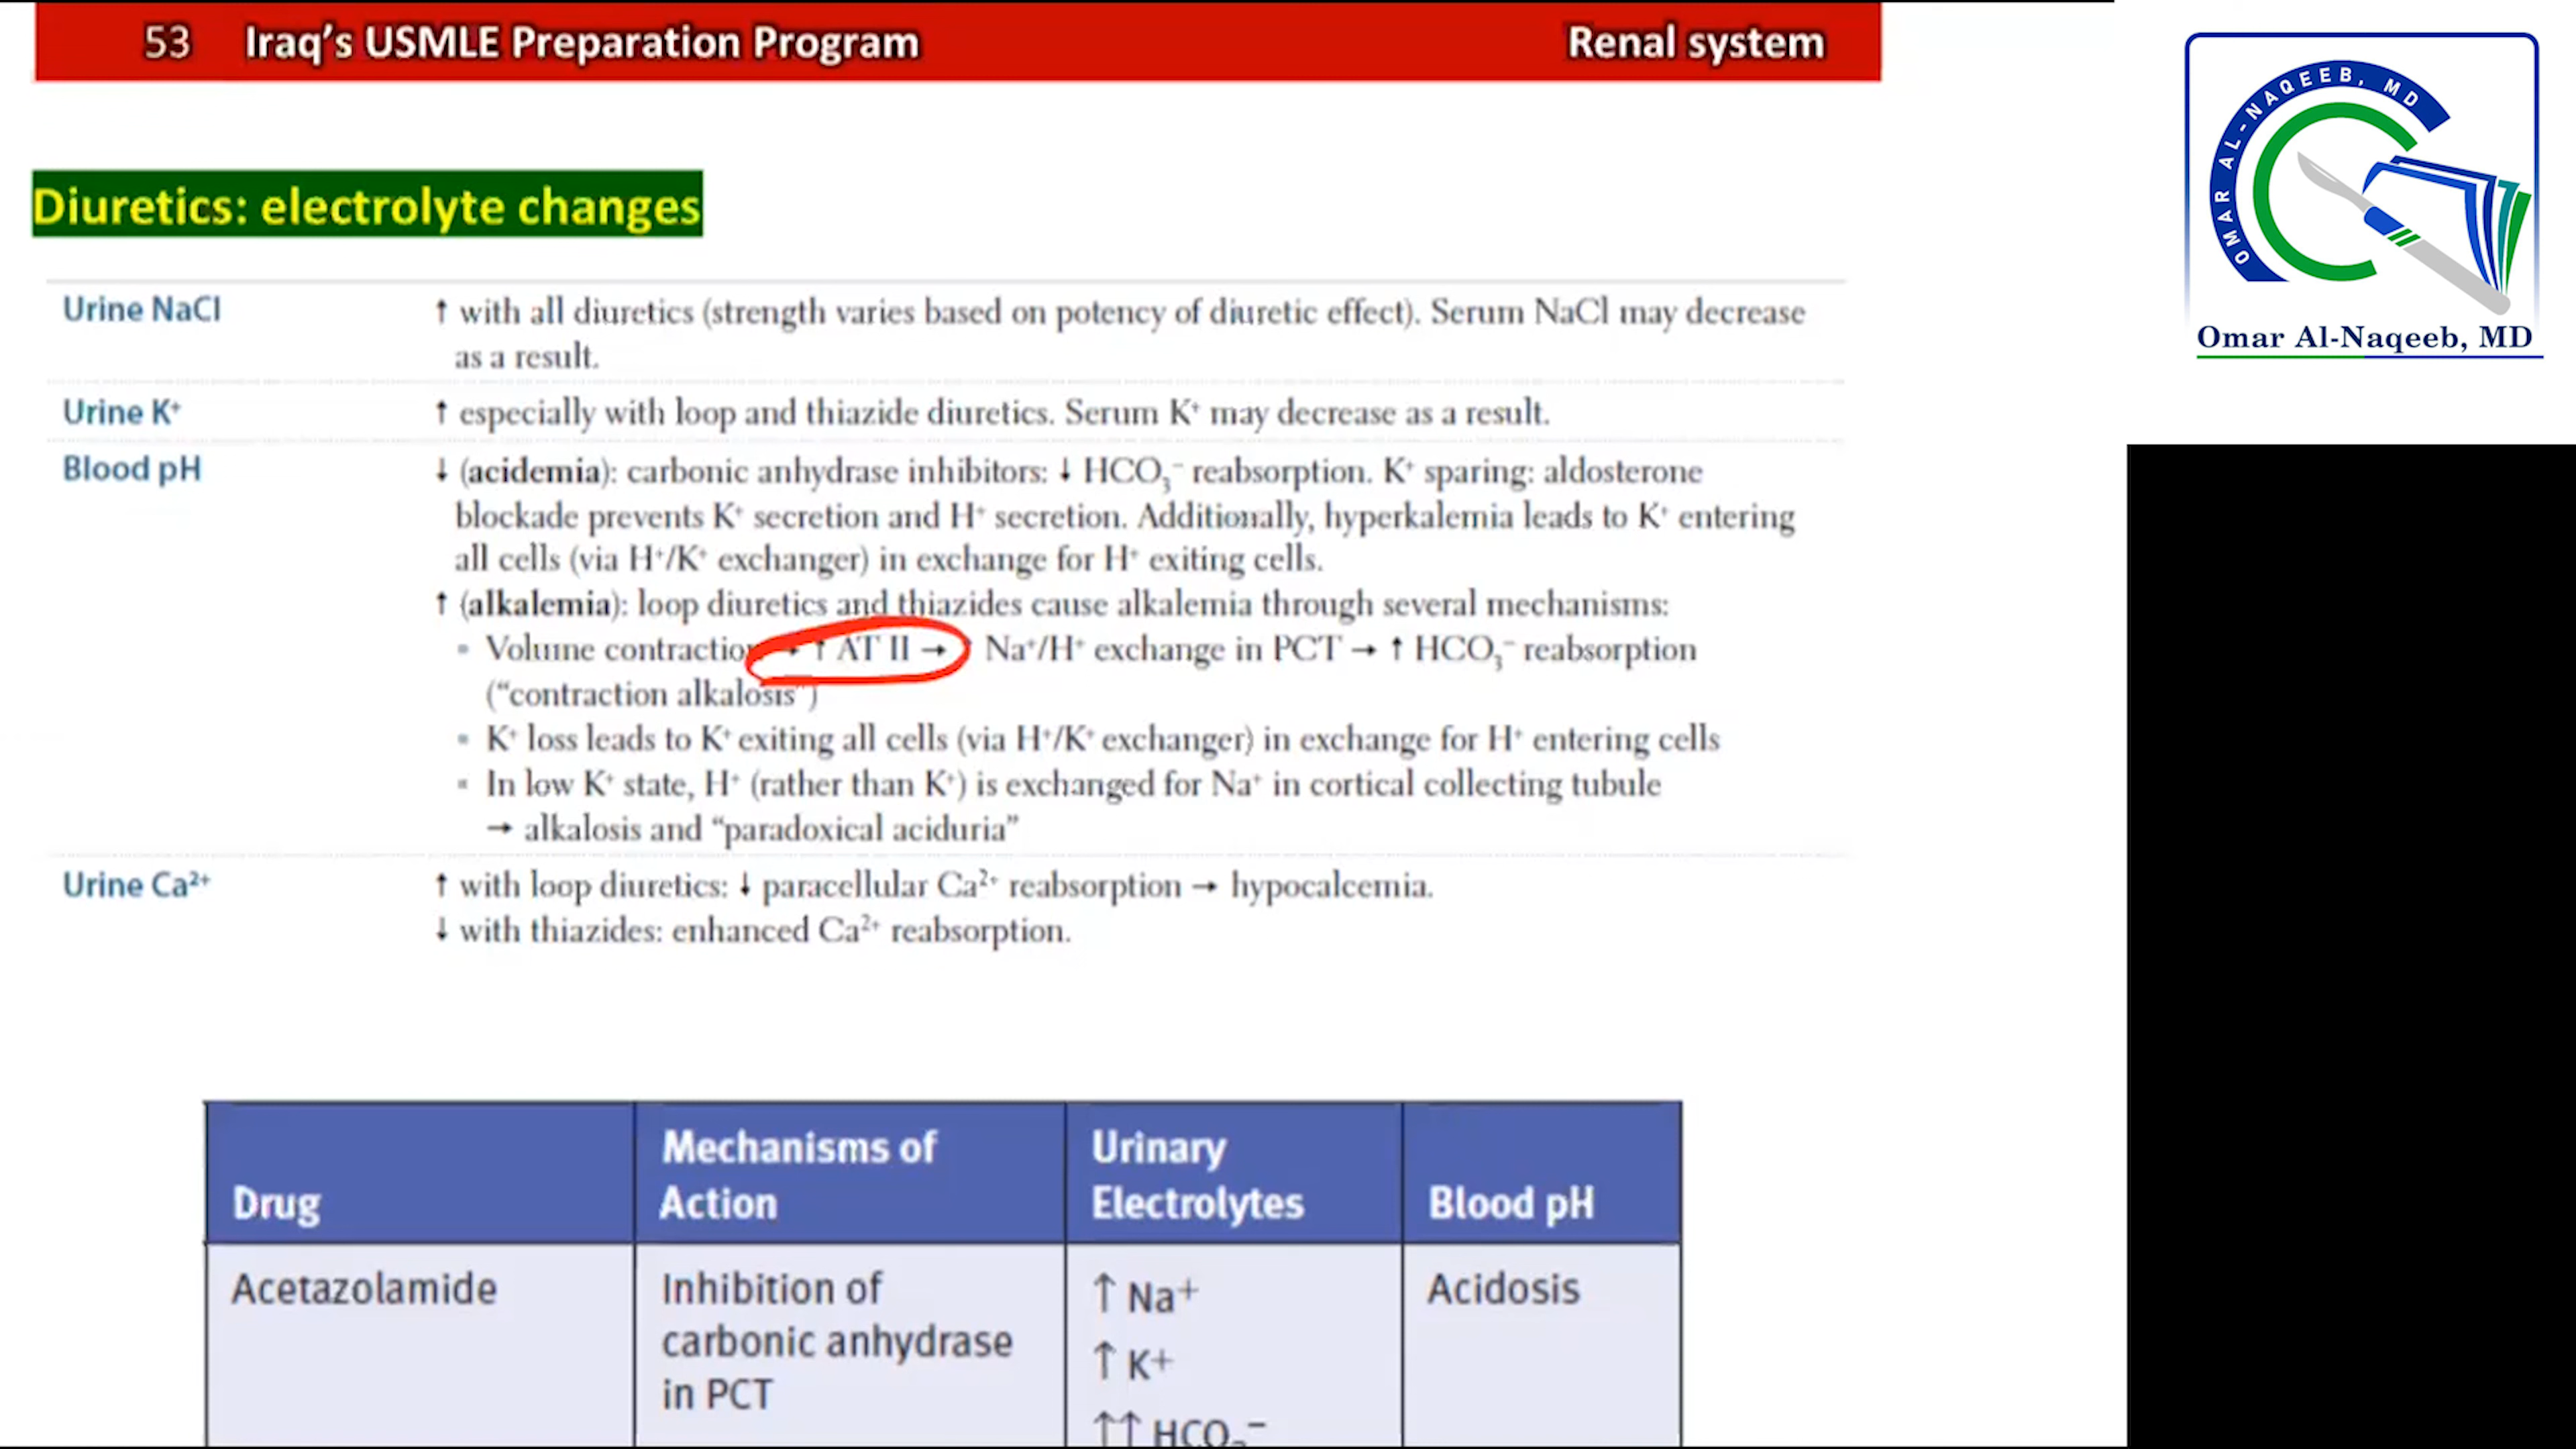 53 Iraq's USMLE Preparation Program Renal system
OMAR AL-NAQEEB, MD
Omar Al-Naqeeb, MD
Diuretics: electrolyte changes
Urine NaCl ↑ with all diuretics (strength varies based on potency of diuretic effect). Serum NaCl may decrease
as a result.
Urine K⁺ ↑ especially with loop and thiazide diuretics. Serum K⁺ may decrease as a result.
Blood pH ↓ (acidemia): carbonic anhydrase inhibitors: ↓ HCO₃⁻ reabsorption. K⁺ sparing: aldosterone
blockade prevents K⁺ secretion and H⁺ secretion. Additionally, hyperkalemia leads to K⁺ entering
all cells (via H⁺/K⁺ exchanger) in exchange for H⁺ exiting cells.
↑ (alkalemia): loop diuretics and thiazides cause alkalemia through several mechanisms:
▪ Volume contraction → ↑ AT II → Na⁺/H⁺ exchange in PCT → ↑ HCO₃⁻ reabsorption
("contraction alkalosis")
▪ K⁺ loss leads to K⁺ exiting all cells (via H⁺/K⁺ exchanger) in exchange for H⁺ entering cells
▪ In low K⁺ state, H⁺ (rather than K⁺) is exchanged for Na⁺ in cortical collecting tubule
→ alkalosis and "paradoxical aciduria"
Urine Ca²⁺ ↑ with loop diuretics: ↓ paracellular Ca²⁺ reabsorption → hypocalcemia.
↓ with thiazides: enhanced Ca²⁺ reabsorption.
Drug
Mechanisms of
Action
Urinary
Electrolytes
Blood pH
Acetazolamide
Inhibition of
carbonic anhydrase
in PCT
↑ Na⁺
↑ K⁺
↑↑ HCO₃⁻
Acidosis